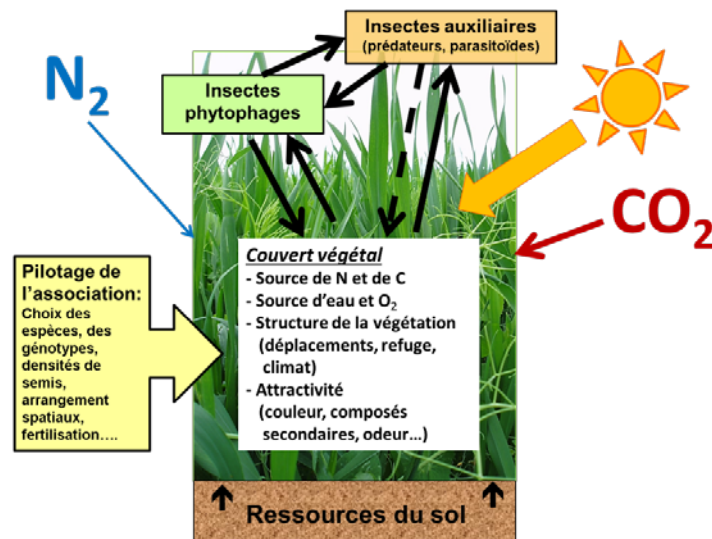 Insectes auxiliaires
(prédateurs, parasitoïdes)
N2
Insectes
phytophages
CO2
Pilotage de
l'association:
Choix des
espèces, des
génotypes,
densités de
semis,
arrangement
spatiaux,
fertilisation….
Couvert végétal
- Source de N et de C
- Source d'eau et O2
- Structure de la végétation
(déplacements, refuge,
climat)
- Attractivité
(couleur, composés
secondaires, odeur...)
Ressources du sol